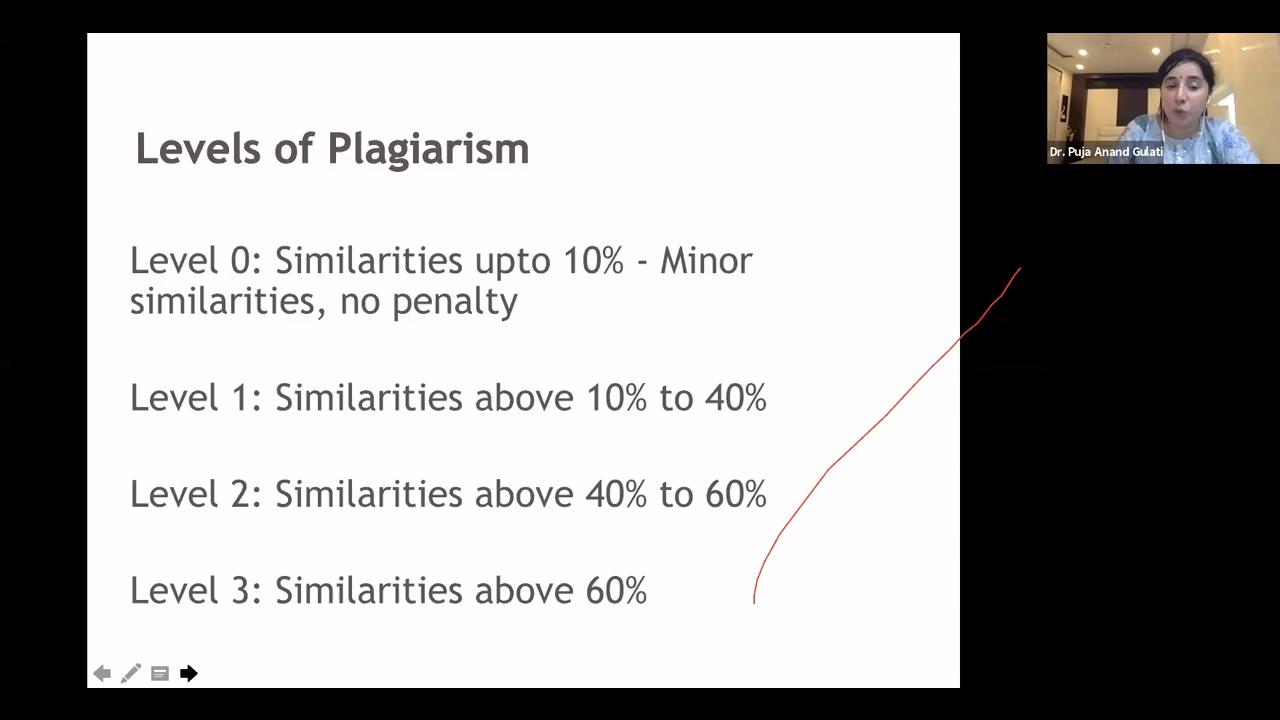 Levels of Plagiarism
Level 0: Similarities upto 10% - Minor
similarities, no penalty
Level 1: Similarities above 10% to 40%
Level 2: Similarities above 40% to 60%
Level 3: Similarities above 60%
Dr. Puja Anand Gulati